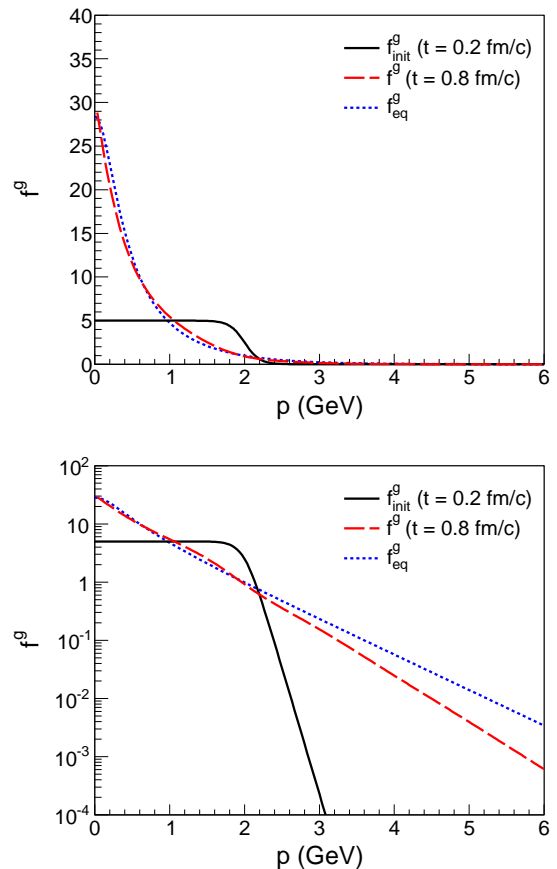 f^g_init (t = 0.2 fm/c)
f^g (t = 0.8 fm/c)
f^g_eq
40
35
30
25
20
15
10
5
0
f^g
0 1 2 3 4 5 6
p (GeV)
f^g_init (t = 0.2 fm/c)
f^g (t = 0.8 fm/c)
f^g_eq
10^2
10
1
10^-1
10^-2
10^-3
10^-4
f^g
0 1 2 3 4 5 6
p (GeV)